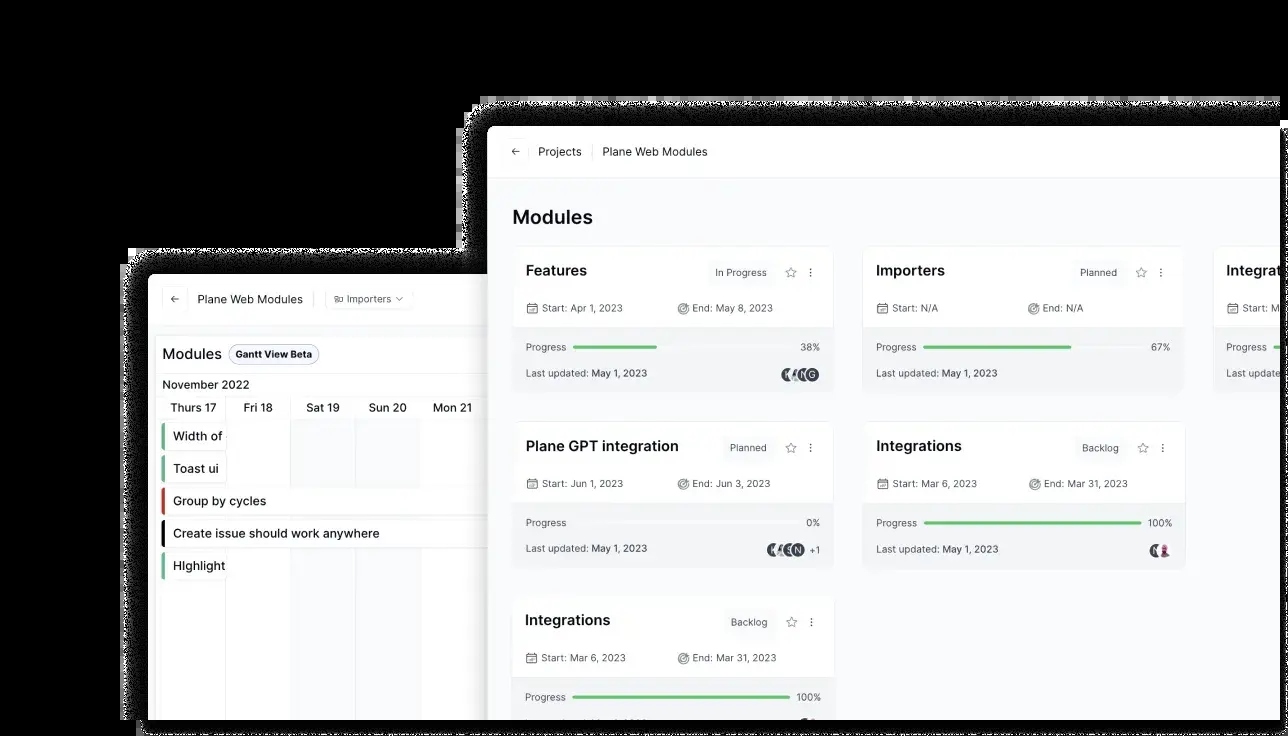 Projects Plane Web Modules
Modules
Features In Progress
Start: Apr 1, 2023 End: May 8, 2023
Progress 38%
Last updated: May 1, 2023
G
Importers Planned
Start: N/A End: N/A
Progress 67%
Last updated: May 1, 2023
Integrat
Start: M
Progress
Last update
Plane GPT integration Planned
Start: Jun 1, 2023 End: Jun 3, 2023
Progress 0%
Last updated: May 1, 2023
N +1
Integrations Backlog
Start: Mar 6, 2023 End: Mar 31, 2023
Progress 100%
Last updated: May 1, 2023
Integrations Backlog
Start: Mar 6, 2023 End: Mar 31, 2023
Progress 100%
Plane Web Modules Importers
Modules Gantt View Beta
November 2022
Thurs 17 Fri 18 Sat 19 Sun 20 Mon 21
Width of
Toast ui
Group by cycles
Create issue should work anywhere
HIghlight